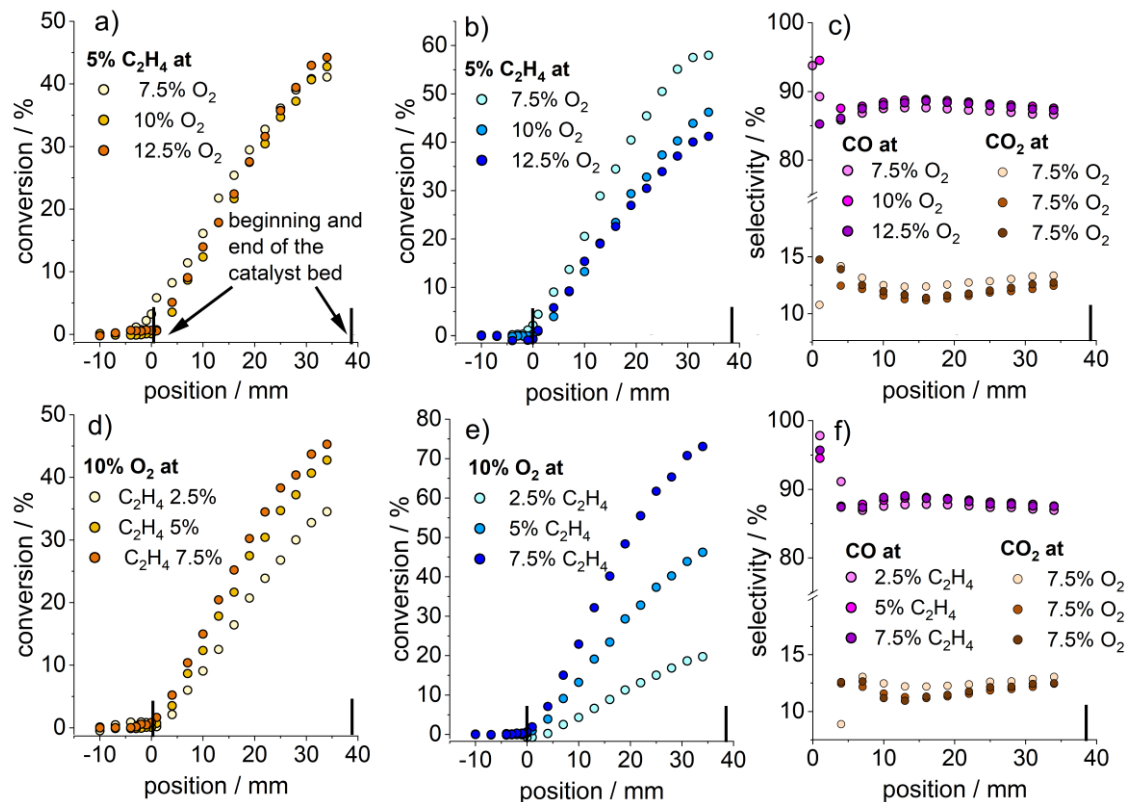 a)
5% C₂H₄ at
7.5% O₂
10% O₂
12.5% O₂
beginning and
end of the
catalyst bed
conversion / %
50
40
30
20
10
0
-10 0 10 20 30 40
position / mm
b)
5% C₂H₄ at
7.5% O₂
10% O₂
12.5% O₂
conversion / %
60
50
40
30
20
10
0
-10 0 10 20 30 40
position / mm
c)
CO at
7.5% O₂
10% O₂
12.5% O₂
CO₂ at
7.5% O₂
7.5% O₂
7.5% O₂
selectivity / %
100
90
80
15
10
0 10 20 30 40
position / mm
d)
10% O₂ at
C₂H₄ 2.5%
C₂H₄ 5%
C₂H₄ 7.5%
conversion / %
50
40
30
20
10
0
-10 0 10 20 30 40
position / mm
e)
10% O₂ at
2.5% C₂H₄
5% C₂H₄
7.5% C₂H₄
conversion / %
80
70
60
50
40
30
20
10
0
-10 0 10 20 30 40
position / mm
f)
CO at
2.5% C₂H₄
5% C₂H₄
7.5% C₂H₄
CO₂ at
7.5% O₂
7.5% O₂
7.5% O₂
selectivity / %
100
90
80
15
10
0 10 20 30 40
position / mm